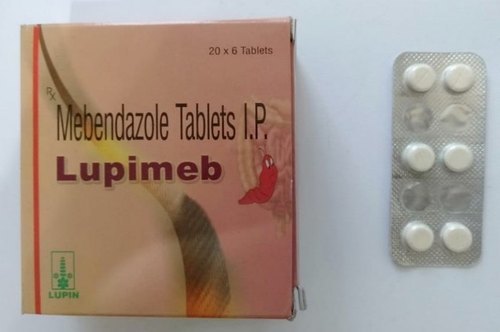 20 x 6 Tablets
Rx
Mebendazole Tablets I.P.
Lupimeb
LUPIN